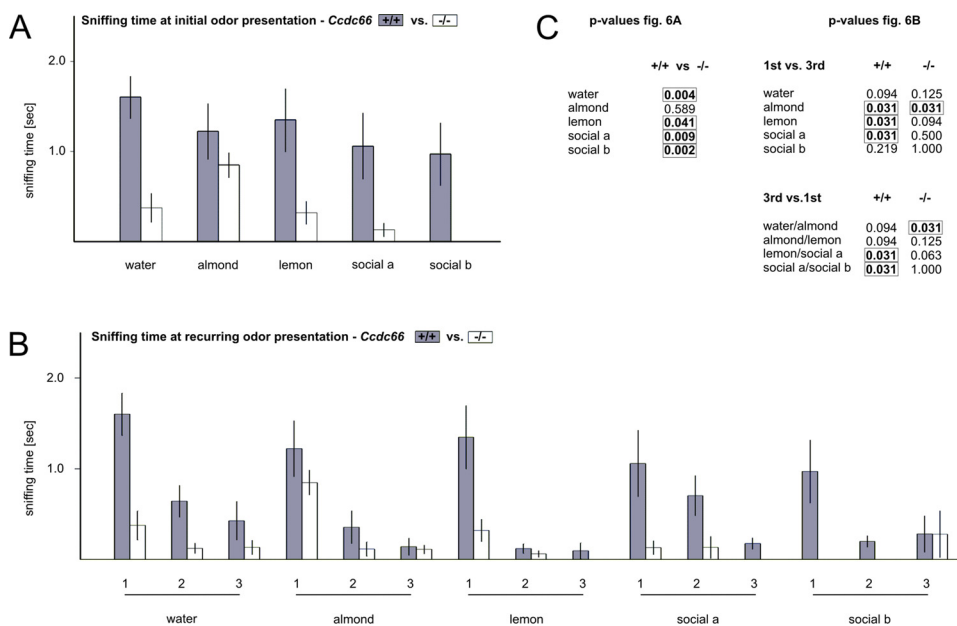 A
Sniffing time at initial odor presentation - Ccdc66 +/+ vs. -/-
2.0
1.0
sniffing time [sec]
water almond lemon social a social b
C
p-values fig. 6A
+/+ vs -/-
water 0.004
almond 0.589
lemon 0.041
social a 0.009
social b 0.002
p-values fig. 6B
1st vs. 3rd +/+ -/-
water 0.094 0.125
almond 0.031 0.031
lemon 0.031 0.094
social a 0.031 0.500
social b 0.219 1.000
3rd vs.1st +/+ -/-
water/almond 0.094 0.031
almond/lemon 0.094 0.125
lemon/social a 0.031 0.063
social a/social b 0.031 1.000
B
Sniffing time at recurring odor presentation - Ccdc66 +/+ vs. -/-
2.0
1.0
sniffing time [sec]
1 2 3 1 2 3 1 2 3 1 2 3 1 2 3
water almond lemon social a social b